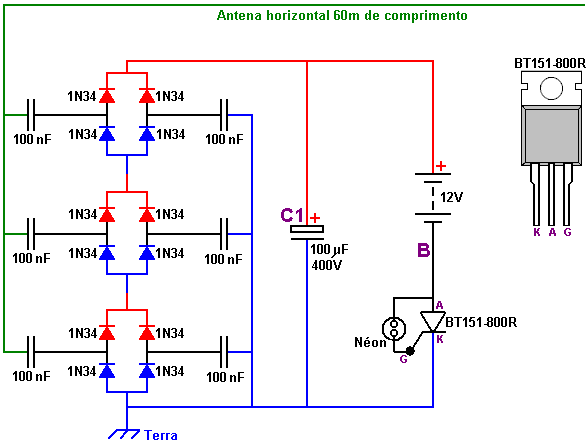 Antena horizontal 60m de comprimento
BT151-800R
1N34 1N34
1N34 1N34
100 nF 100 nF
12V
K A G
1N34 1N34
C1 +
100 µF
400V
B
1N34 1N34
100 nF 100 nF
1N34 1N34
A
BT151-800R
Néon
K
G
1N34 1N34
100 nF 100 nF
Terra
+